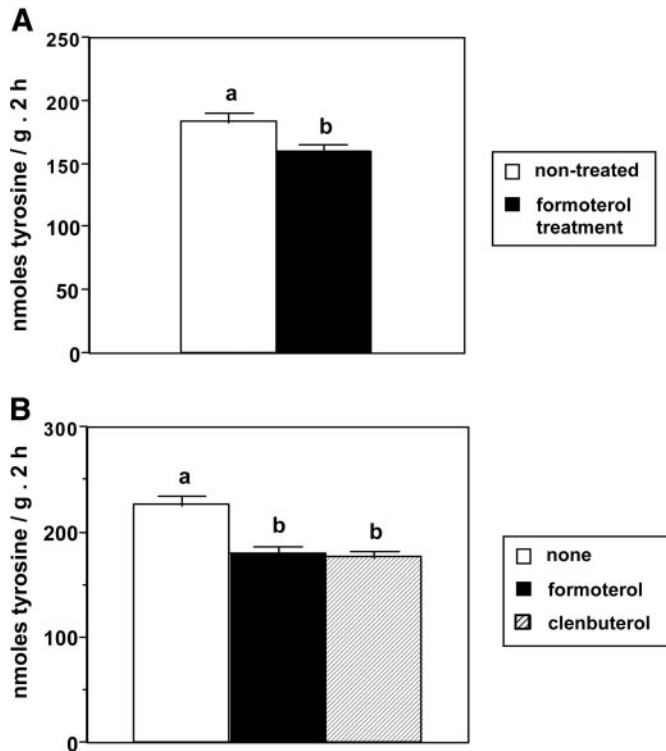 A
250
200
150
100
50
0
nmoles tyrosine / g . 2 h
a
b
non-treated
formoterol
treatment
B
300
200
100
0
nmoles tyrosine / g . 2 h
a
b
b
none
formoterol
clenbuterol